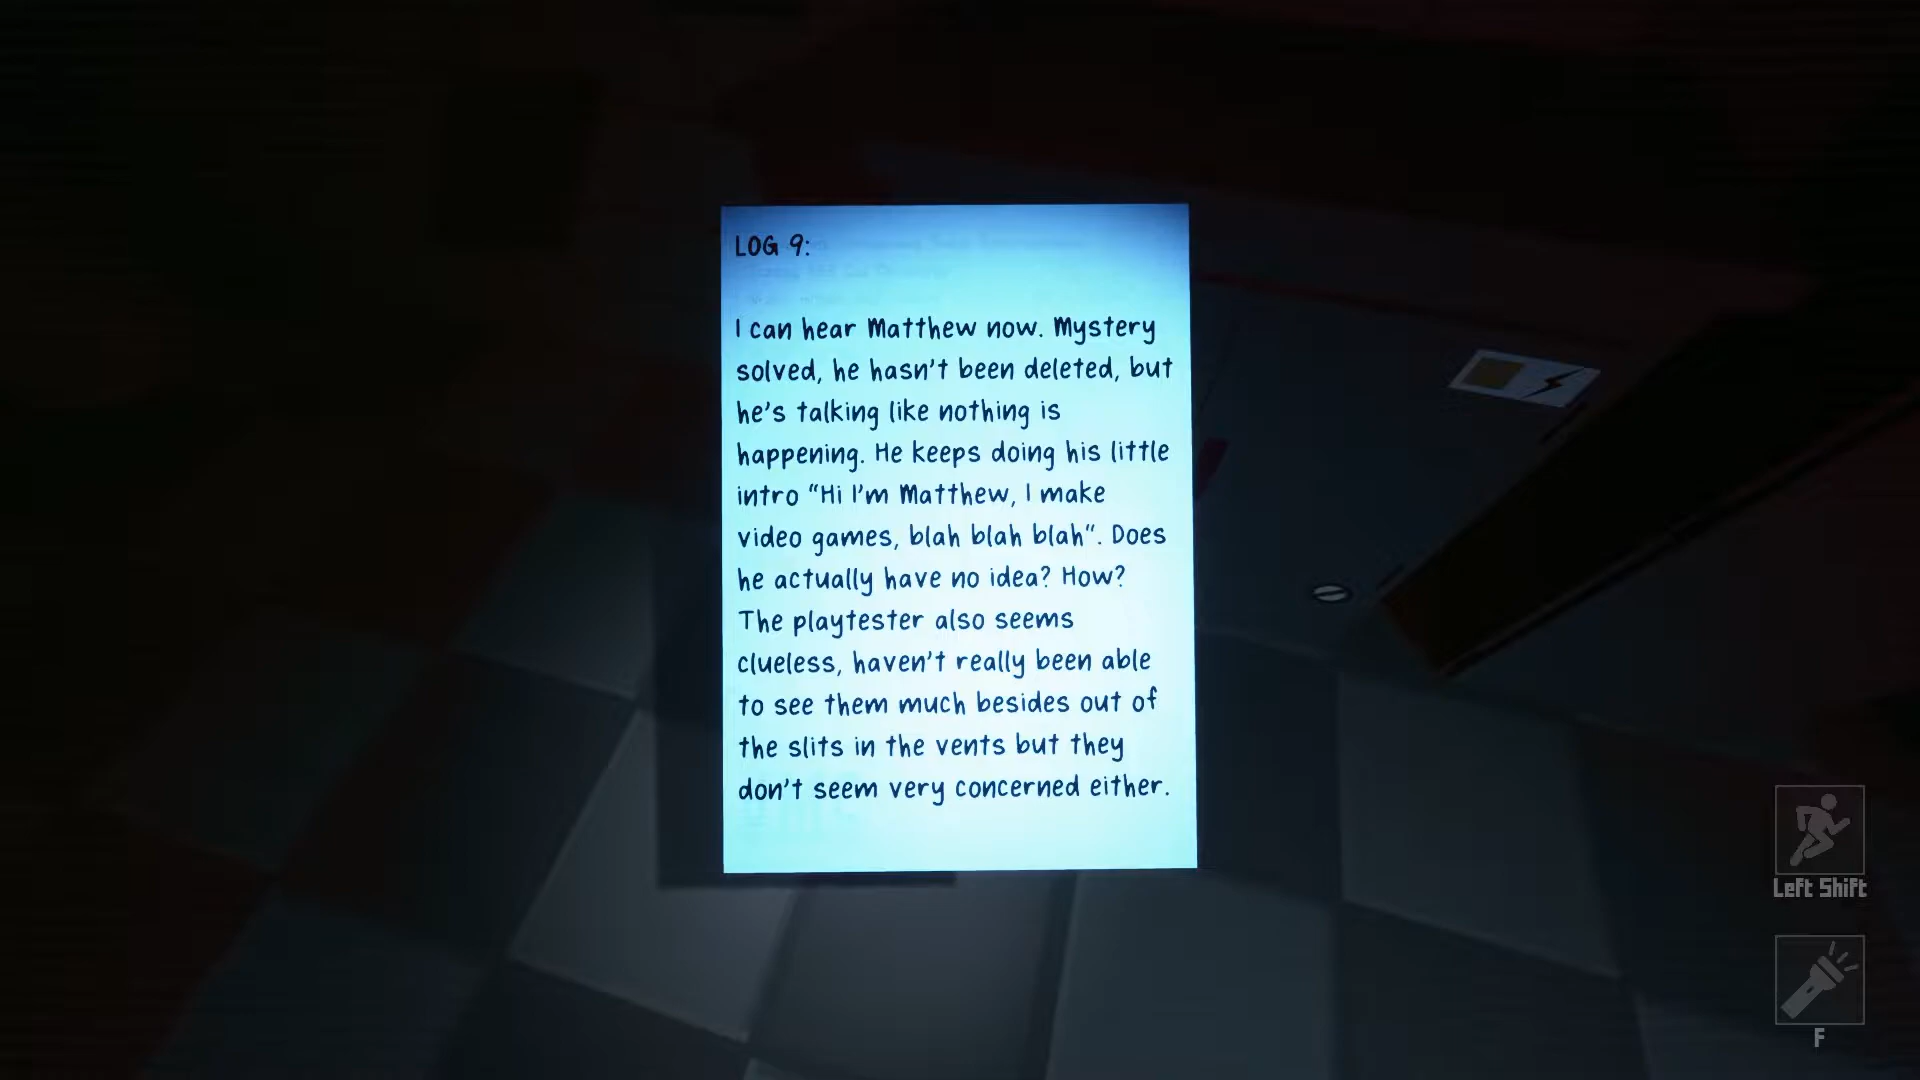 LOG 9:
I can hear Matthew now. Mystery
solved, he hasn't been deleted, but
he's talking like nothing is
happening. He keeps doing his little
intro "Hi I'm Matthew, I make
video games, blah blah blah". Does
he actually have no idea? How?
The playtester also seems
clueless, haven't really been able
to see them much besides out of
the slits in the vents but they
don't seem very concerned either.
Left Shift
F